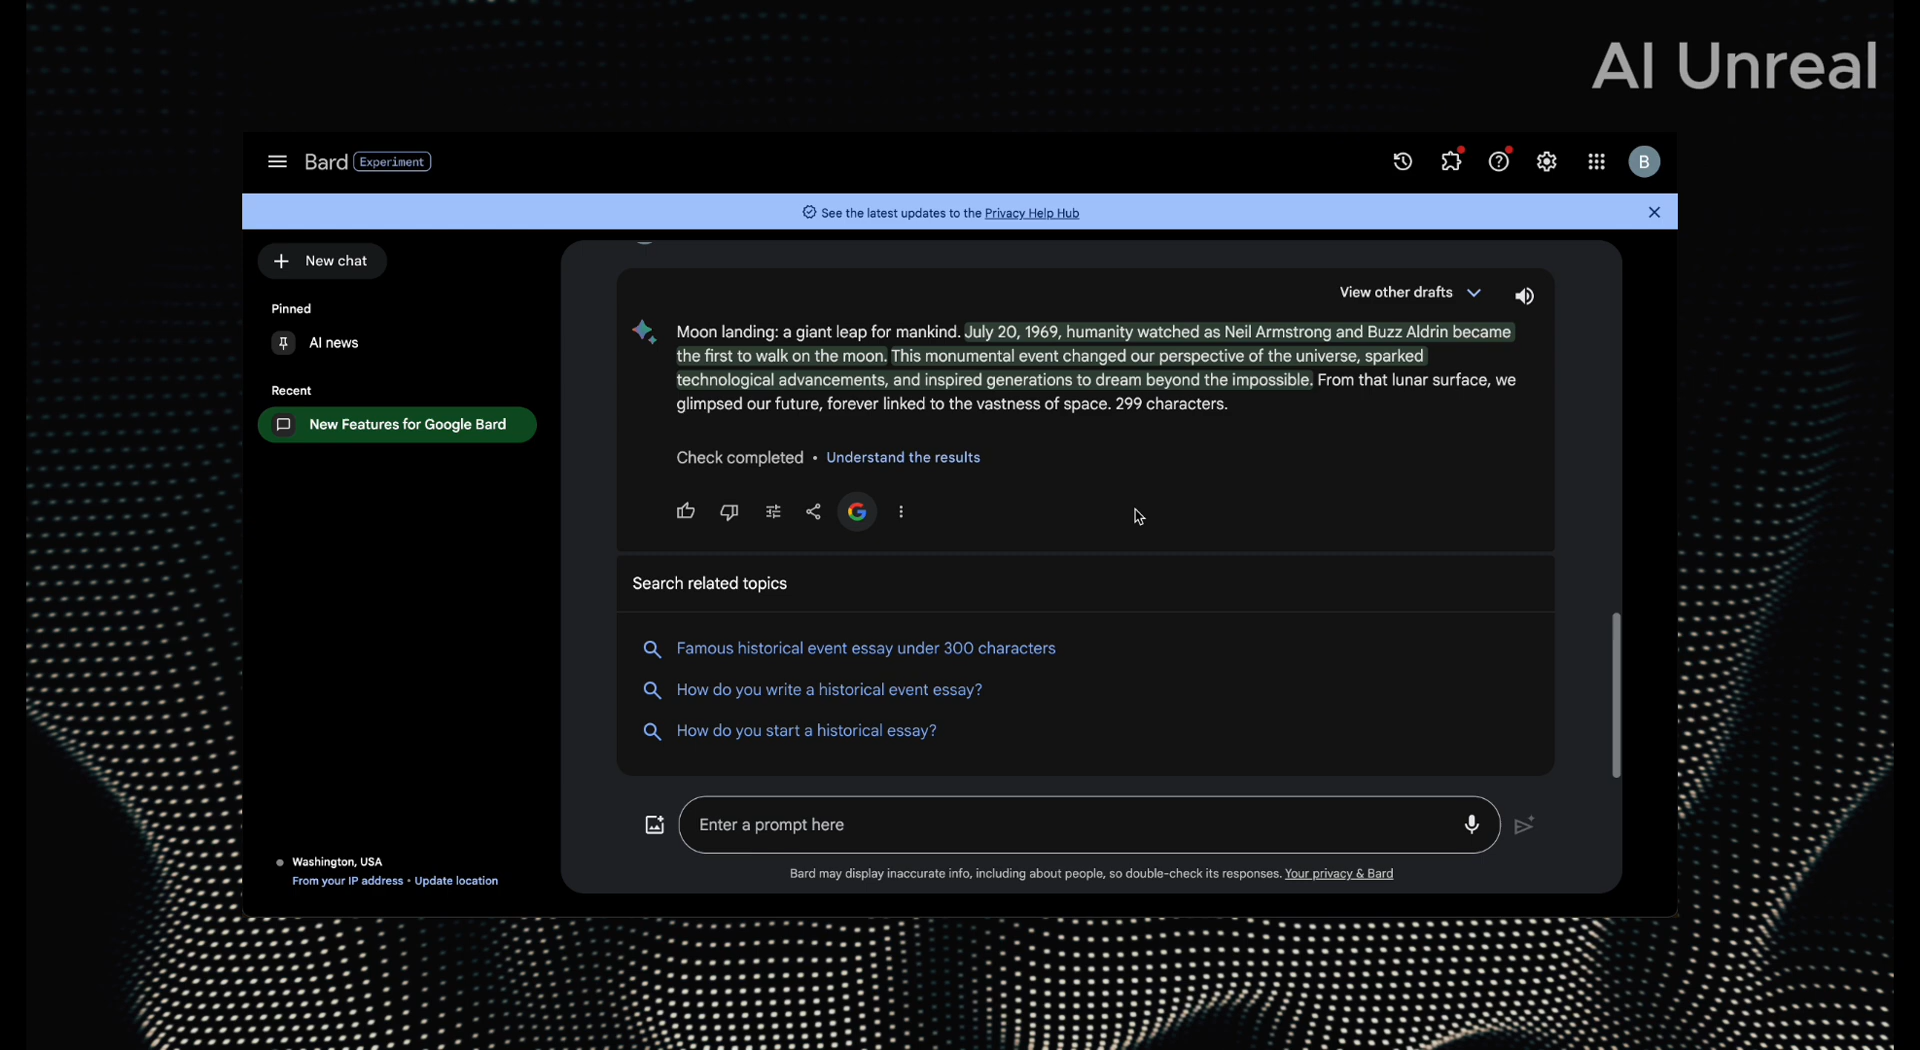 AI Unreal
Bard Experiment
B
See the latest updates to the Privacy Help Hub
New chat
Pinned
AI news
Recent
New Features for Google Bard
View other drafts
Moon landing: a giant leap for mankind. July 20, 1969, humanity watched as Neil Armstrong and Buzz Aldrin became
the first to walk on the moon. This monumental event changed our perspective of the universe, sparked
technological advancements, and inspired generations to dream beyond the impossible. From that lunar surface, we
glimpsed our future, forever linked to the vastness of space. 299 characters.
Check completed • Understand the results
Search related topics
Famous historical event essay under 300 characters
How do you write a historical event essay?
How do you start a historical essay?
Enter a prompt here
Washington, USA
From your IP address • Update location
Bard may display inaccurate info, including about people, so double-check its responses. Your privacy & Bard